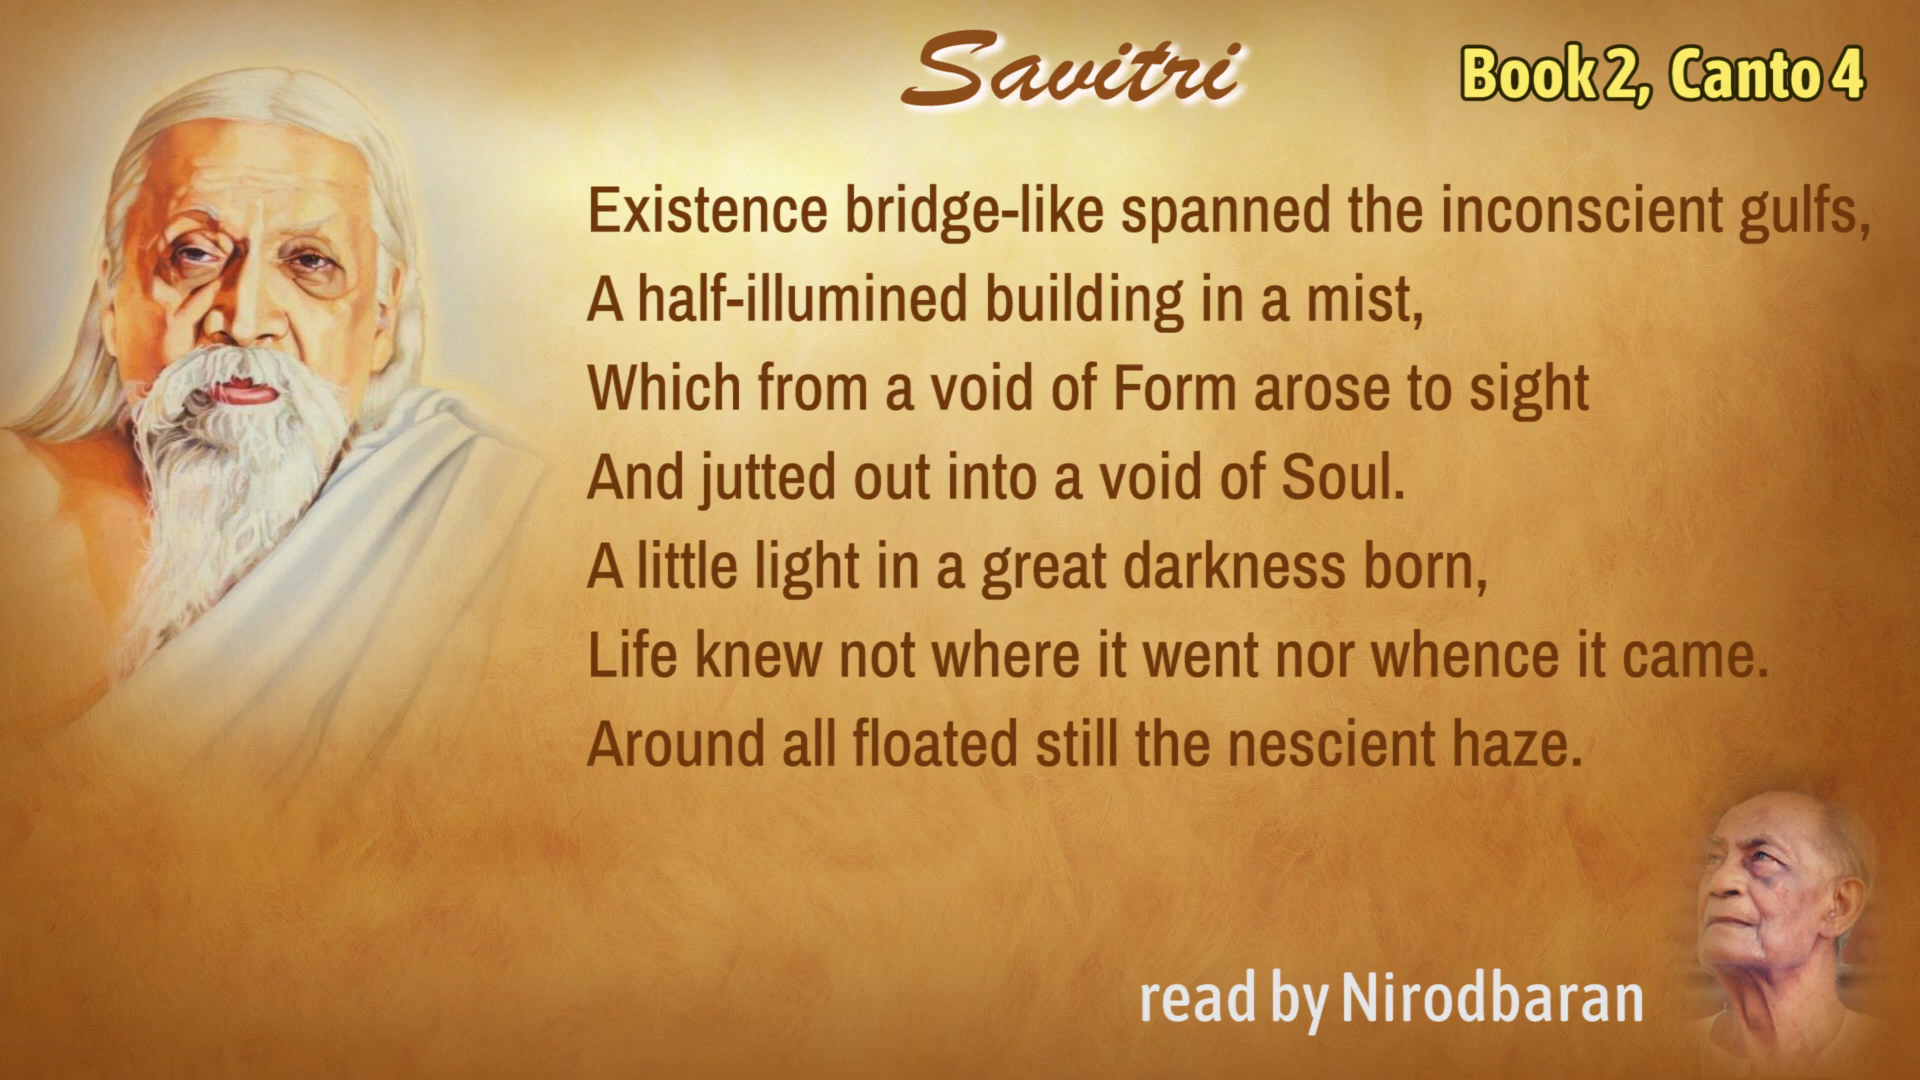 Savitri
Book 2, Canto 4
Existence bridge-like spanned the inconscient gulfs,
A half-illumined building in a mist,
Which from a void of Form arose to sight
And jutted out into a void of Soul.
A little light in a great darkness born,
Life knew not where it went nor whence it came.
Around all floated still the nescient haze.
read by Nirodbaran